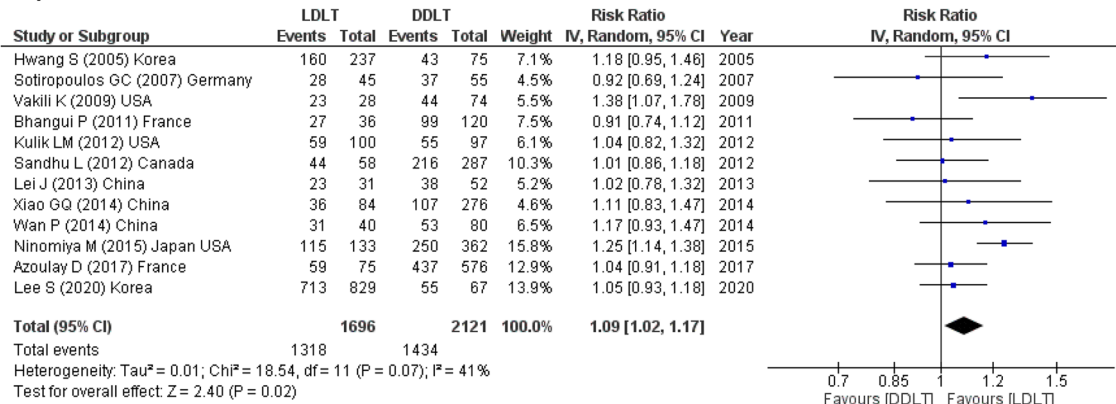 LDLT DDLT Risk Ratio Risk Ratio
Study or Subgroup Events Total Events Total Weight IV, Random, 95% CI Year IV, Random, 95% CI
Hwang S (2005) Korea 160 237 43 75 7.1% 1.18 [0.95, 1.46] 2005
Sotiropoulos GC (2007) Germany 28 45 37 55 4.5% 0.92 [0.69, 1.24] 2007
Vakili K (2009) USA 23 28 44 74 5.5% 1.38 [1.07, 1.78] 2009
Bhangui P (2011) France 27 36 99 120 7.5% 0.91 [0.74, 1.12] 2011
Kulik LM (2012) USA 59 100 55 97 6.1% 1.04 [0.82, 1.32] 2012
Sandhu L (2012) Canada 44 58 216 287 10.3% 1.01 [0.86, 1.18] 2012
Lei J (2013) China 23 31 38 52 5.2% 1.02 [0.78, 1.32] 2013
Xiao GQ (2014) China 36 84 107 276 4.6% 1.11 [0.83, 1.47] 2014
Wan P (2014) China 31 40 53 80 6.7% 1.17 [0.93, 1.47] 2014
Ninomiya M (2015) Japan USA 115 133 250 362 15.8% 1.25 [1.14, 1.38] 2015
Azoulay D (2017) France 59 75 437 576 12.9% 1.04 [0.91, 1.18] 2017
Lee S (2020) Korea 713 829 55 67 13.9% 1.05 [0.93, 1.18] 2020
Total (95% CI) 1696 2121 100.0% 1.09 [1.02, 1.17]
Total events 1318 1434
Heterogeneity: Tau² = 0.01; Chi² = 18.54, df = 11 (P = 0.07); I² = 41%
Test for overall effect: Z = 2.40 (P = 0.02)
0.7 0.85 1 1.2 1.5
Favours [DDLT] Favours [LDLT]